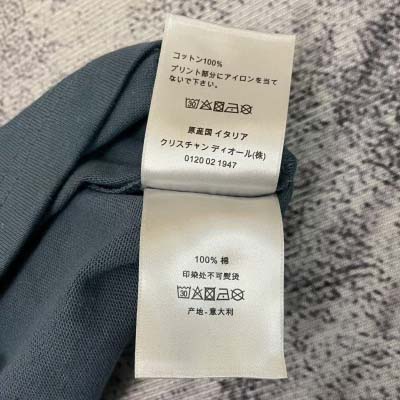 コットン100%
プリント部分にアイロンを当て
ないで下さい。
30
原産国 イタリア
クリスチャン ディオール(株)
0120 02 1947
100% 棉
印染处不可熨烫
30
产地-意大利